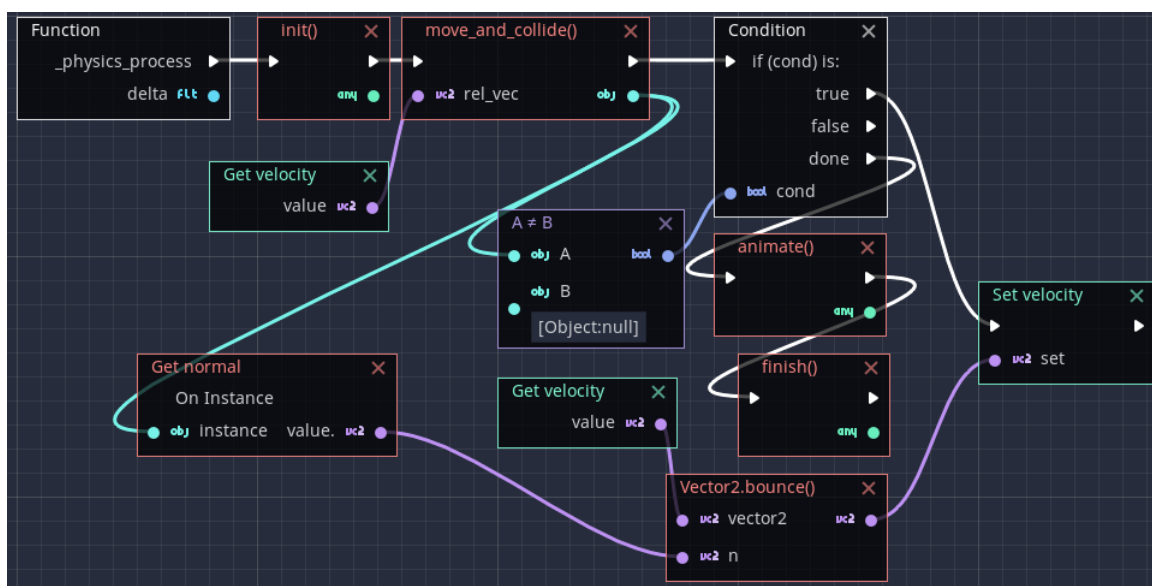 Function
_physics_process
delta flt
init()
any
move_and_collide()
vc2 rel_vec obj
Condition
if (cond) is:
true
false
done
bool cond
Get velocity
value vc2
A ≠ B
obj A bool
obj B
[Object:null]
animate()
any
Set velocity
vc2 set
Get normal
On Instance
obj instance value. vc2
Get velocity
value vc2
finish()
any
Vector2.bounce()
vc2 vector2 vc2
vc2 n